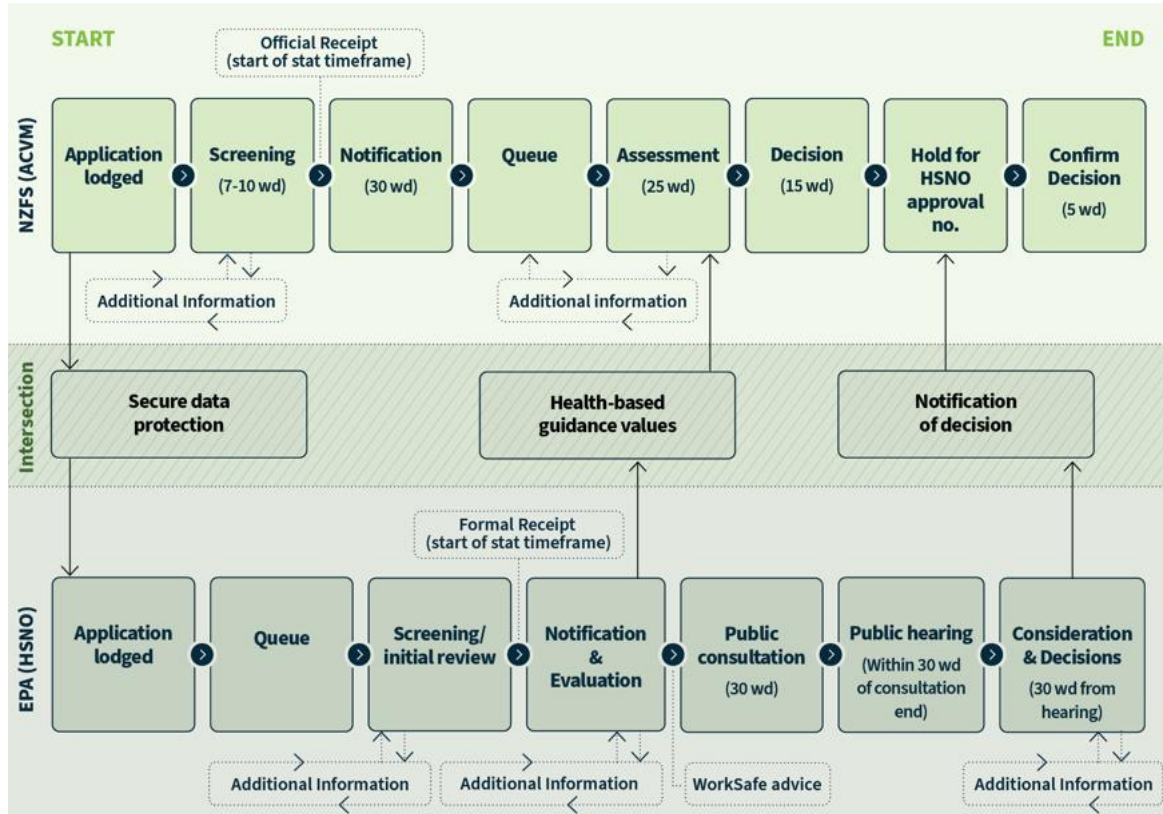 START
END
Official Receipt
(start of stat timeframe)
NZFS (ACVM)
Application
lodged
Screening
(7-10 wd)
Notification
(30 wd)
Queue
Assessment
(25 wd)
Decision
(15 wd)
Hold for
HSNO
approval
no.
Confirm
Decision
(5 wd)
Additional Information
Additional information
Intersection
Secure data
protection
Health-based
guidance values
Notification
of decision
Formal Receipt
(start of stat timeframe)
EPA (HSNO)
Application
lodged
Queue
Screening/
initial review
Notification
&
Evaluation
Public
consultation
(30 wd)
Public hearing
(Within 30 wd
of consultation
end)
Consideration
& Decisions
(30 wd from
hearing)
Additional Information
Additional Information
WorkSafe advice
Additional Information